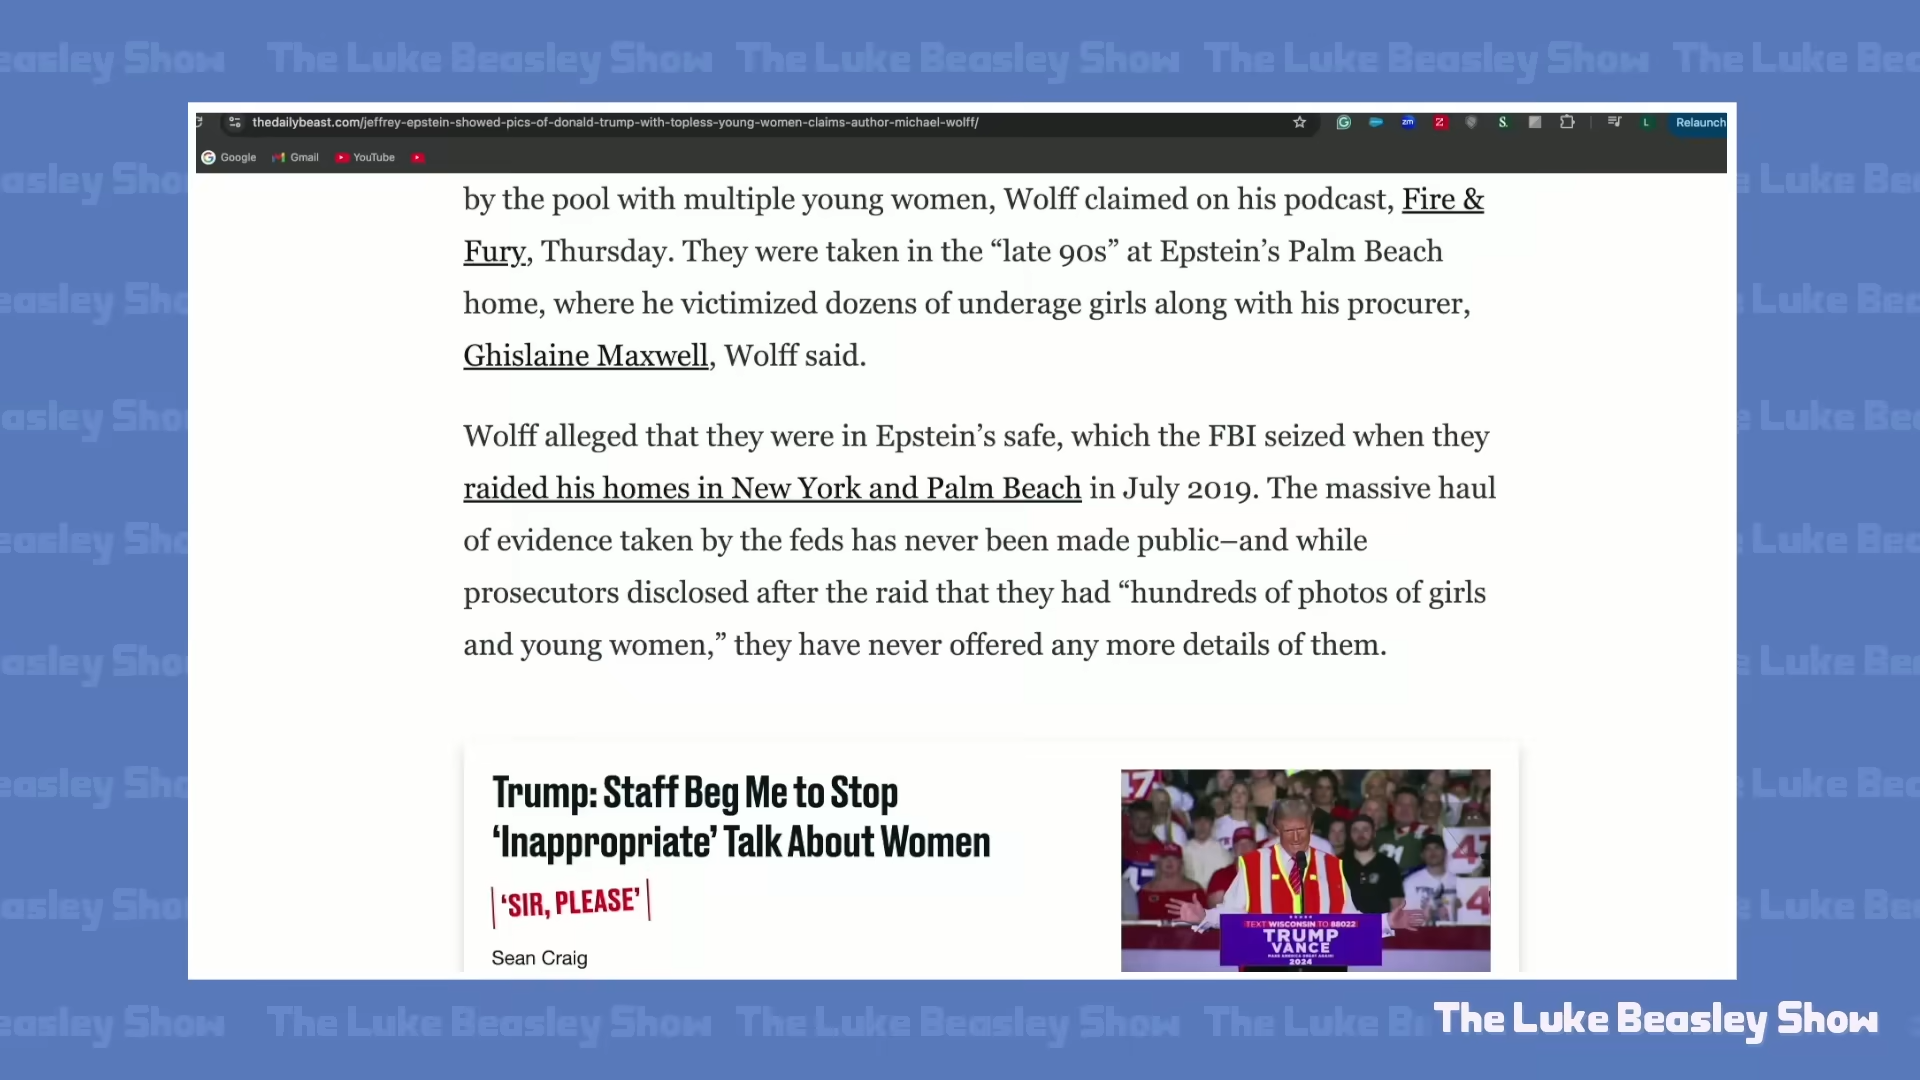 The Luke Beasley Show The Luke Beasley Show The Luke Beasley Show
thedailybeast.com/jeffrey-epstein-showed-pics-of-donald-trump-with-topless-young-women-claims-author-michael-wolff/
Relaunch
Google Gmail YouTube
by the pool with multiple young women, Wolff claimed on his podcast, Fire &
Fury, Thursday. They were taken in the “late 90s” at Epstein’s Palm Beach
home, where he victimized dozens of underage girls along with his procurer,
Ghislaine Maxwell, Wolff said.
Wolff alleged that they were in Epstein’s safe, which the FBI seized when they
raided his homes in New York and Palm Beach in July 2019. The massive haul
of evidence taken by the feds has never been made public–and while
prosecutors disclosed after the raid that they had “hundreds of photos of girls
and young women,” they have never offered any more details of them.
Trump: Staff Beg Me to Stop
‘Inappropriate’ Talk About Women
‘SIR, PLEASE’
Sean Craig
TEXT WISCONSIN TO 88022
TRUMP
VANCE
2024
The Luke Beasley Show The Luke Beasley Show
The Luke Beasley Show